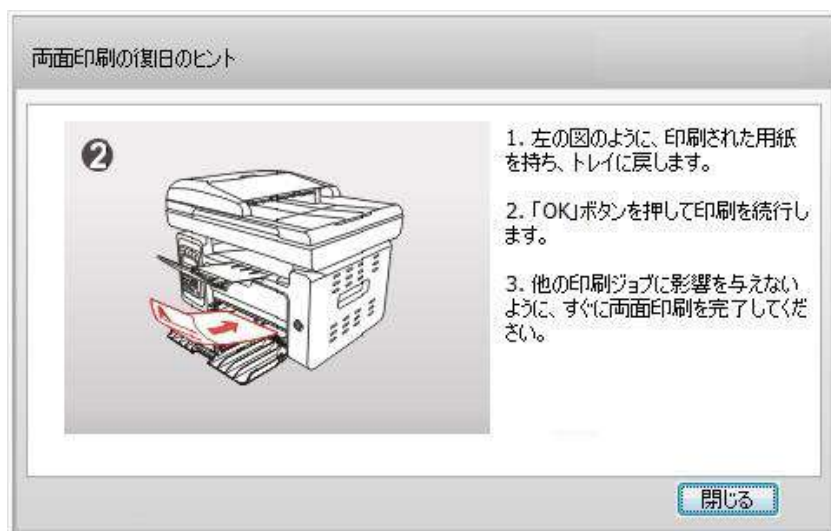 両面印刷の復旧のヒント
❷
1. 左の図のように、印刷された用紙
を持ち、トレイに戻します。
2. 「OK」ボタンを押して印刷を続行し
ます。
3. 他の印刷ジョブに影響を与えない
ように、すぐに両面印刷を完了してくだ
さい。
閉じる